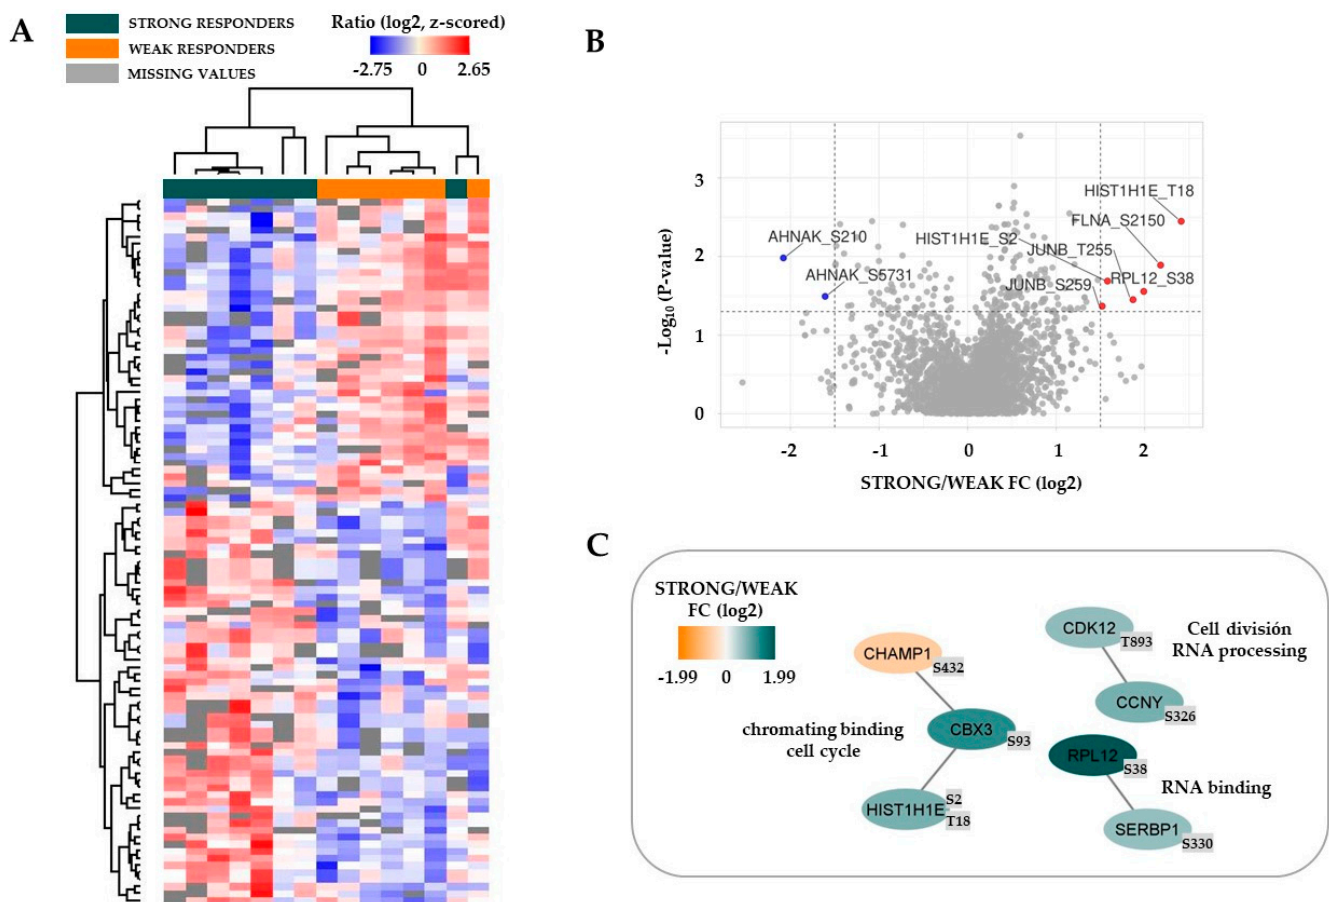 A
STRONG RESPONDERS
WEAK RESPONDERS
MISSING VALUES
Ratio (log2, z-scored)
-2.75 0 2.65
B
-Log10 (P-value)
3
2
1
0
HIST1H1E_T18
FLNA_S2150
AHNAK_S210
HIST1H1E_S2
JUNB_T255
AHNAK_S5731
RPL12_S38
JUNB_S259
-2 -1 0 1 2
STRONG/WEAK FC (log2)
C
STRONG/WEAK
FC (log2)
-1.99 0 1.99
CHAMP1
S432
chromating binding
cell cycle
CBX3
S93
HIST1H1E
S2
T18
CDK12
T893
Cell división
RNA processing
CCNY
S326
RPL12
S38
RNA binding
SERBP1
S330